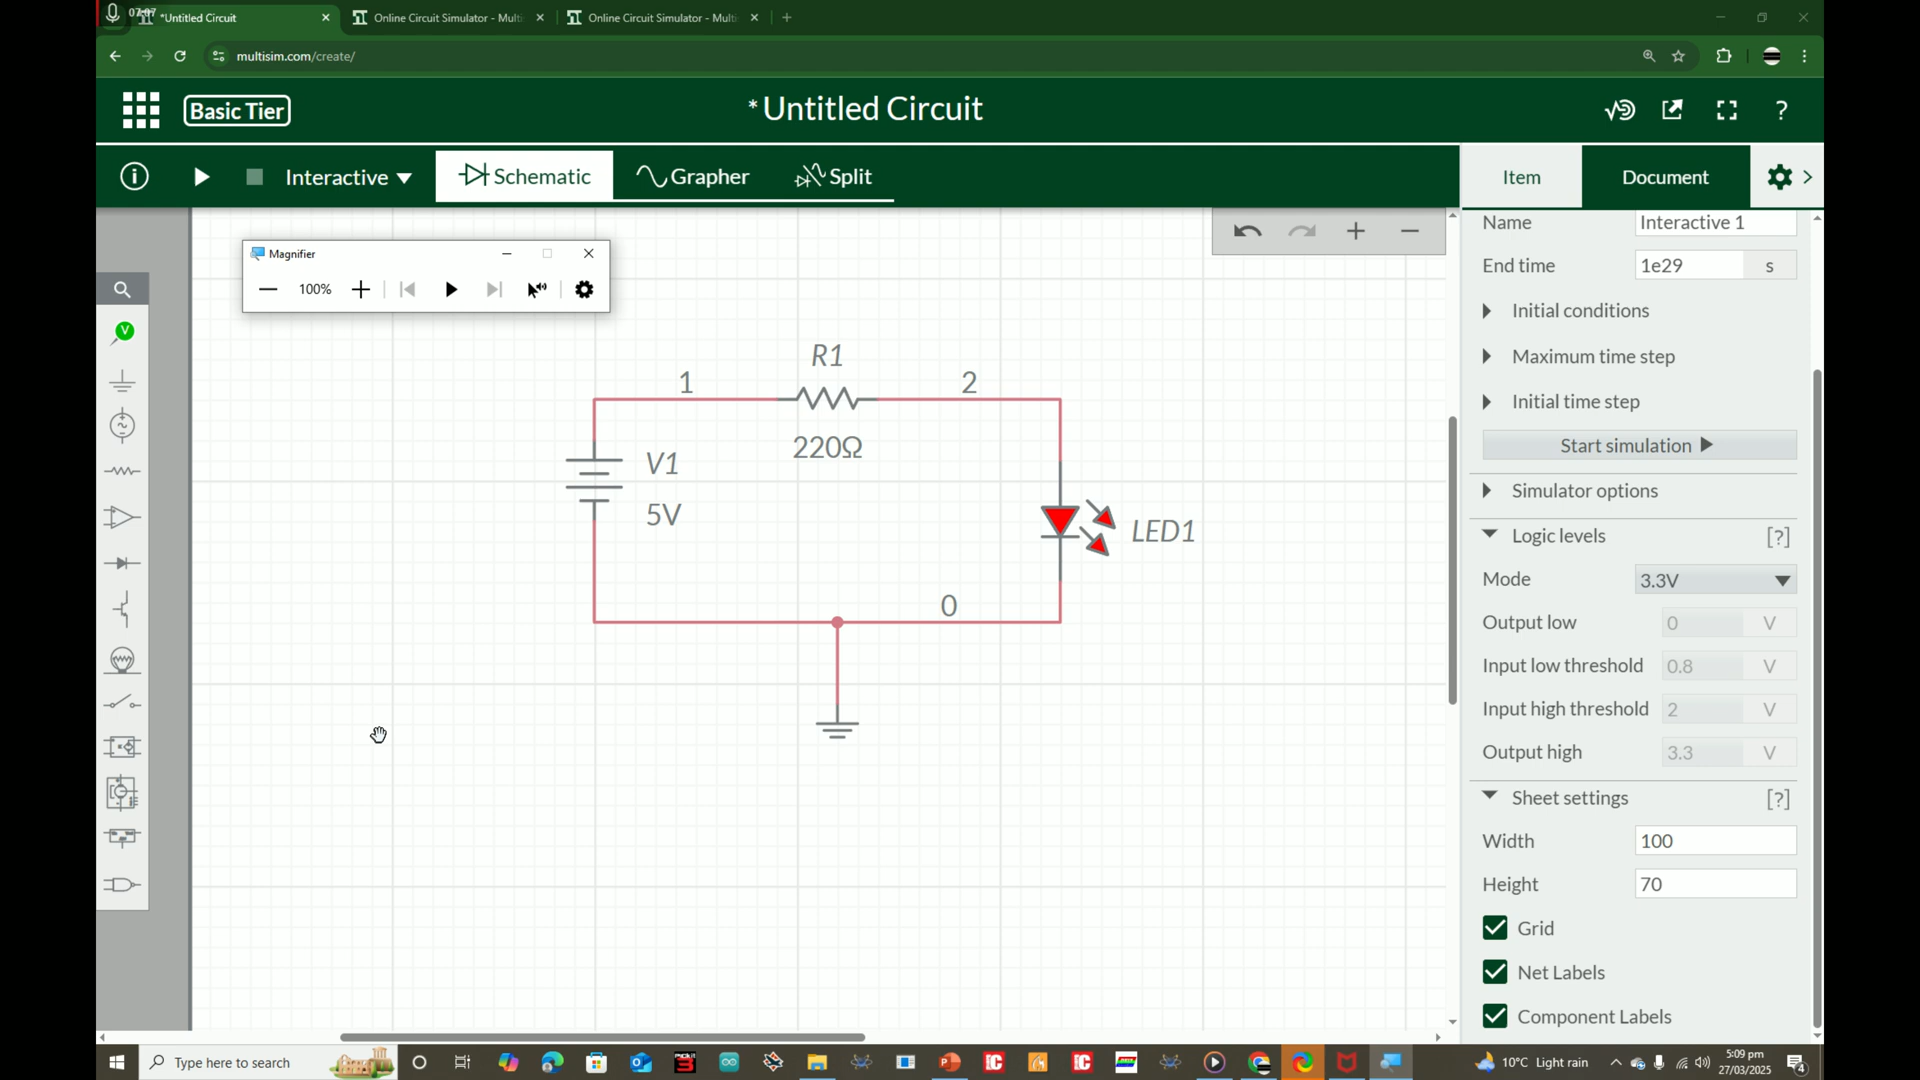 07:07
*Untitled Circuit
Online Circuit Simulator - Multi
Online Circuit Simulator - Multi
multisim.com/create/
Basic Tier
*Untitled Circuit
?
Interactive
Schematic
Grapher
Split
Item
Document
Magnifier
100%
V
Name
Interactive 1
End time
1e29
s
Initial conditions
Maximum time step
Initial time step
Start simulation
Simulator options
Logic levels
[?]
Mode
3.3V
Output low
0
V
Input low threshold
0.8
V
Input high threshold
2
V
Output high
3.3
V
Sheet settings
[?]
Width
100
Height
70
Grid
Net Labels
Component Labels
R1
1
2
220Ω
V1
5V
LED1
0
Type here to search
10°C Light rain
5:09 pm
27/03/2025
4